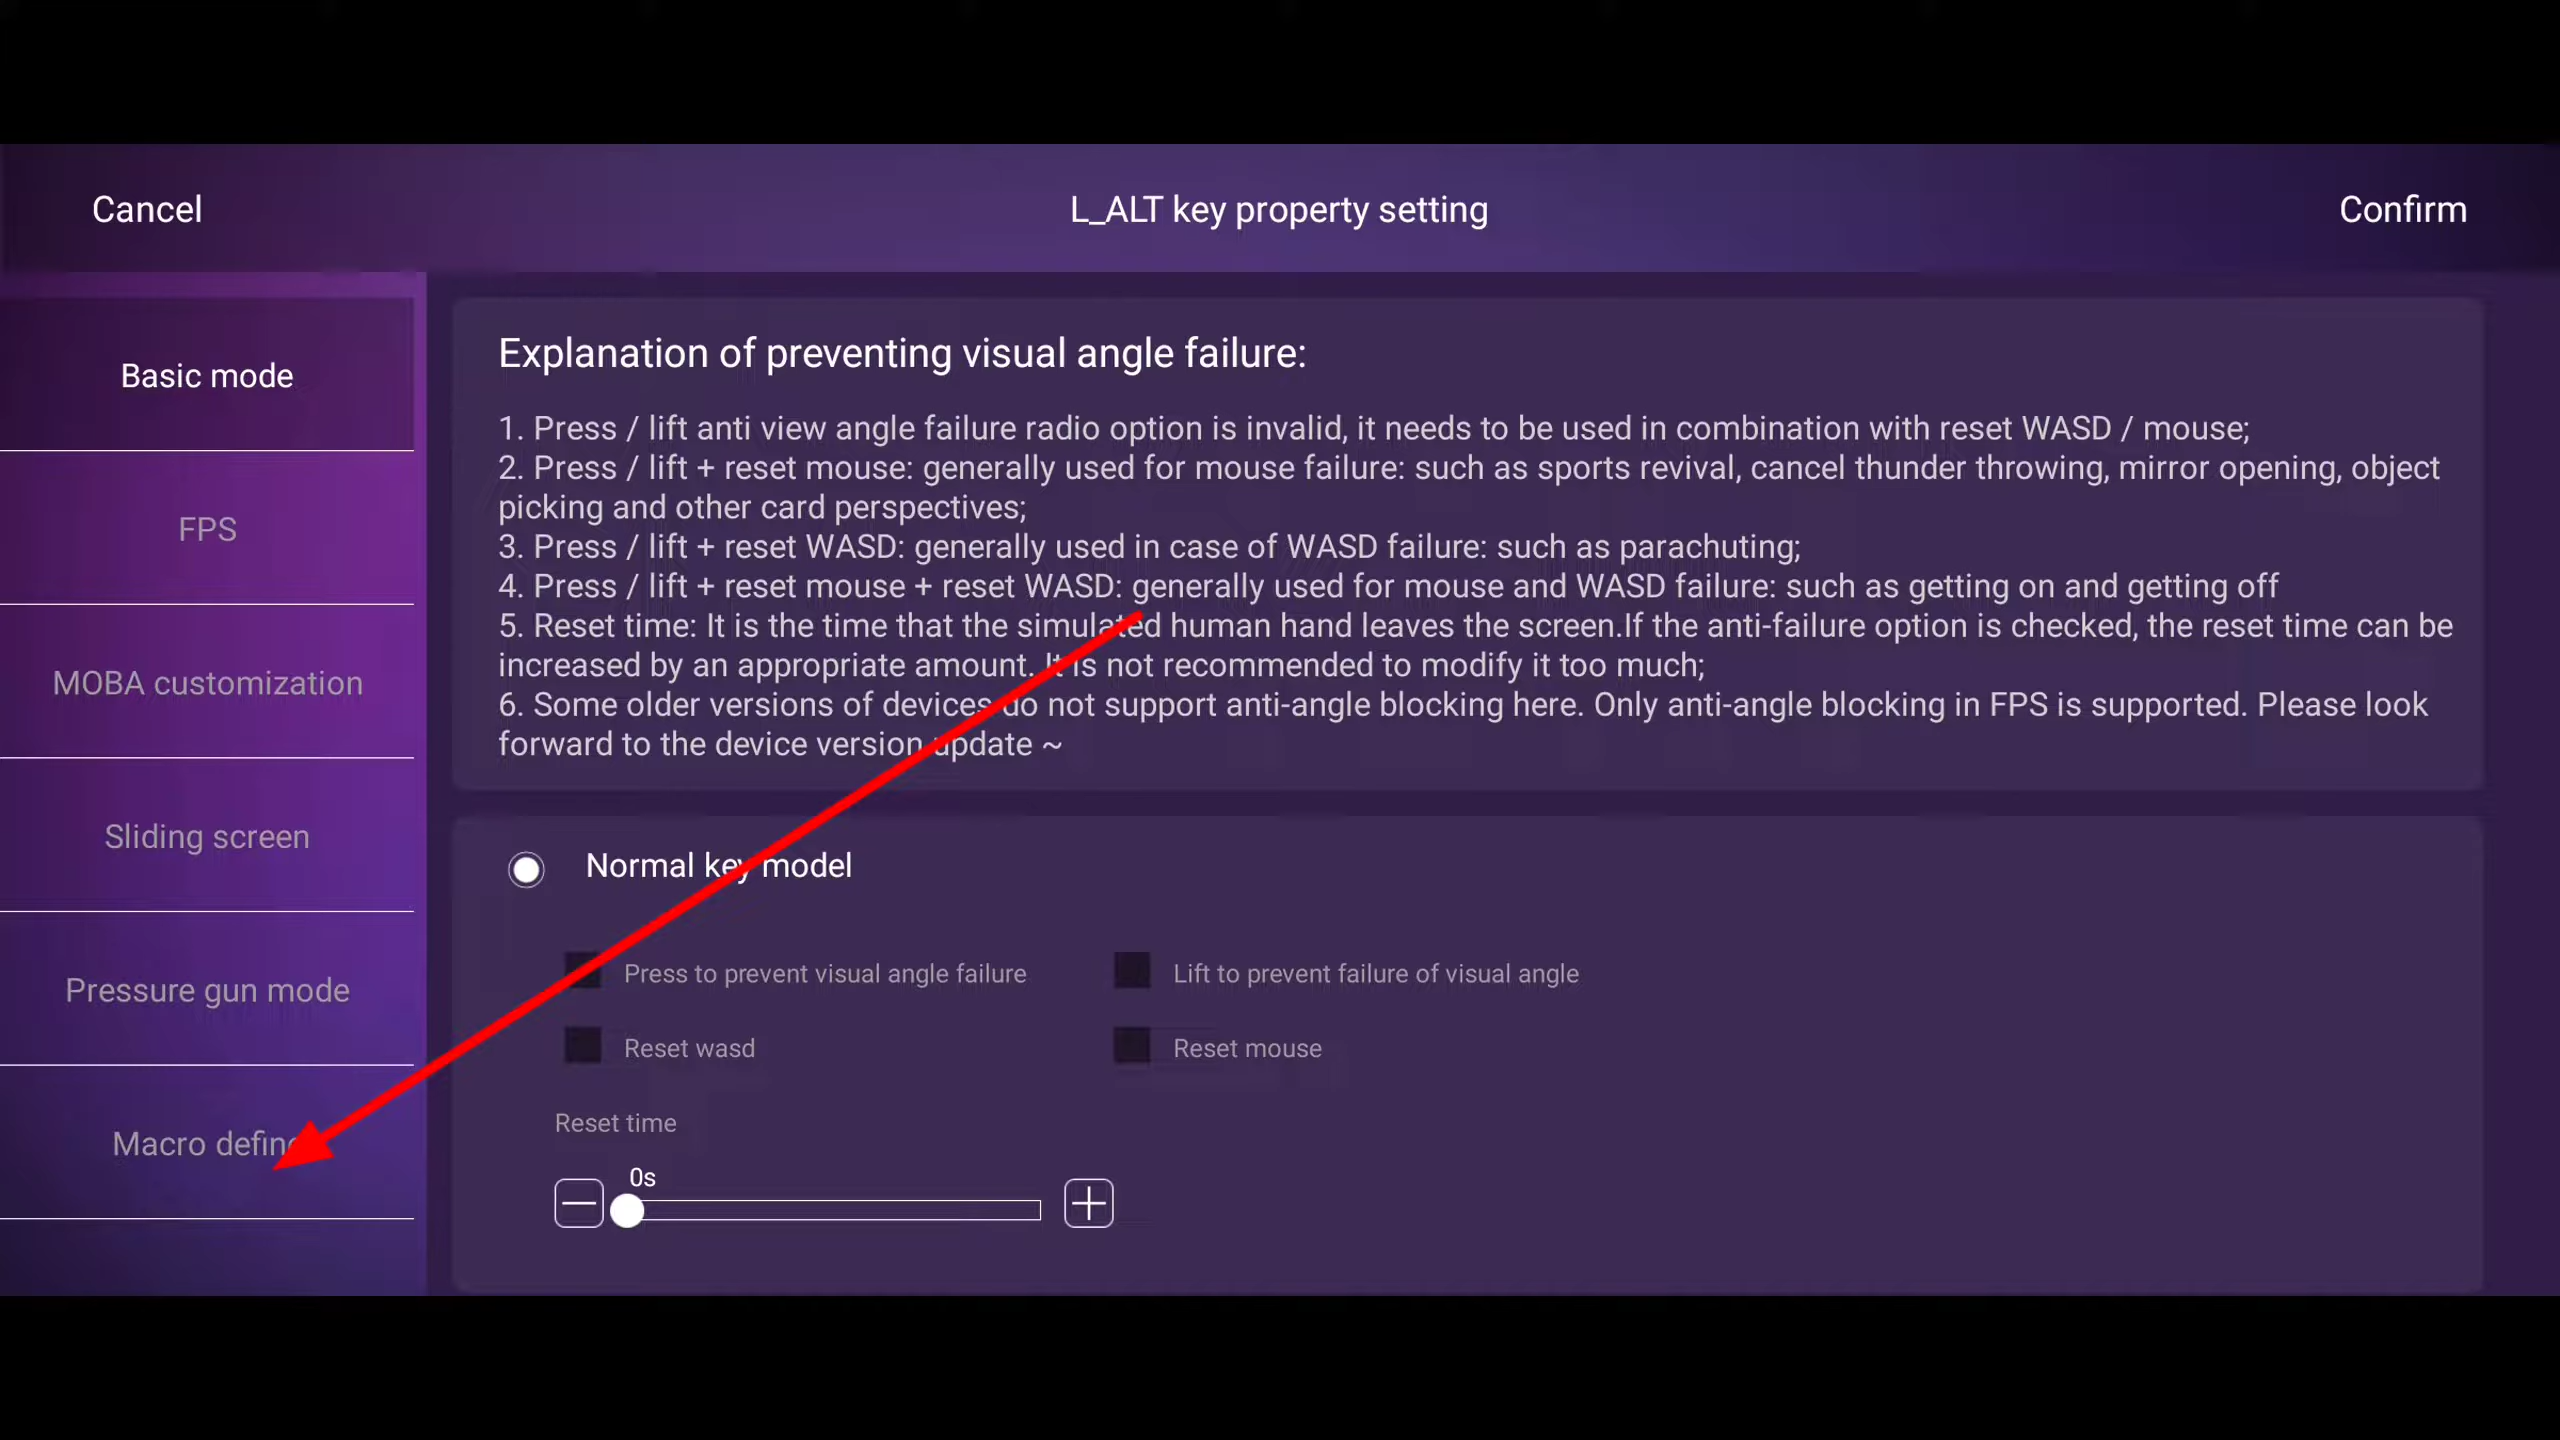 Cancel
L_ALT key property setting
Confirm
Basic mode
FPS
MOBA customization
Sliding screen
Pressure gun mode
Macro define
Explanation of preventing visual angle failure:
1. Press / lift anti view angle failure radio option is invalid, it needs to be used in combination with reset WASD / mouse;
2. Press / lift + reset mouse: generally used for mouse failure: such as sports revival, cancel thunder throwing, mirror opening, object
picking and other card perspectives;
3. Press / lift + reset WASD: generally used in case of WASD failure: such as parachuting;
4. Press / lift + reset mouse + reset WASD: generally used for mouse and WASD failure: such as getting on and getting off
5. Reset time: It is the time that the simulated human hand leaves the screen.If the anti-failure option is checked, the reset time can be
increased by an appropriate amount. It is not recommended to modify it too much;
6. Some older versions of devices do not support anti-angle blocking here. Only anti-angle blocking in FPS is supported. Please look
forward to the device version update ~
Normal key model
Press to prevent visual angle failure
Lift to prevent failure of visual angle
Reset wasd
Reset mouse
Reset time
0s